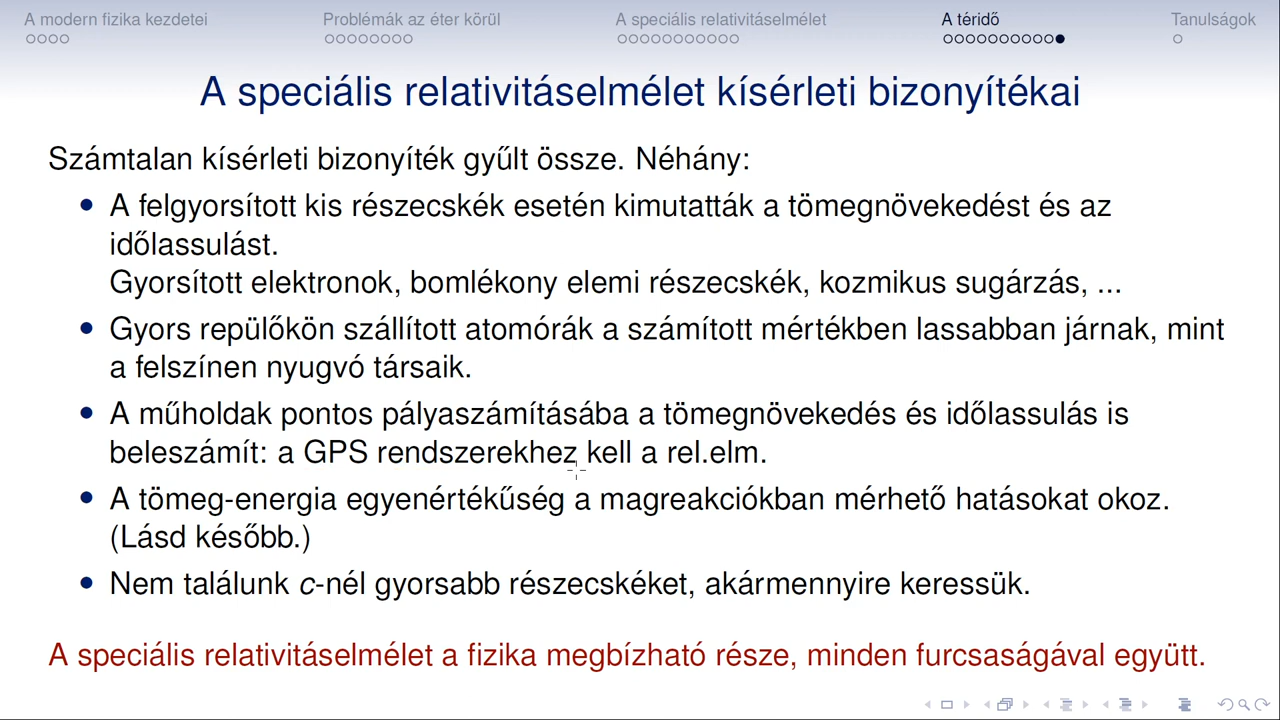 A modern fizika kezdetei Problémák az éter körül A speciális relativitáselmélet A téridő Tanulságok
A speciális relativitáselmélet kísérleti bizonyítékai
Számtalan kísérleti bizonyíték gyűlt össze. Néhány:
• A felgyorsított kis részecskék esetén kimutatták a tömegnövekedést és az
időlassulást.
Gyorsított elektronok, bomlékony elemi részecskék, kozmikus sugárzás, ...
• Gyors repülőkön szállított atomórák a számított mértékben lassabban járnak, mint
a felszínen nyugvó társaik.
• A műholdak pontos pályaszámításába a tömegnövekedés és időlassulás is
beleszámít: a GPS rendszerekhez kell a rel.elm.
• A tömeg-energia egyenértékűség a magreakciókban mérhető hatásokat okoz.
(Lásd később.)
• Nem találunk c-nél gyorsabb részecskéket, akármennyire keressük.
A speciális relativitáselmélet a fizika megbízható része, minden furcsaságával együtt.